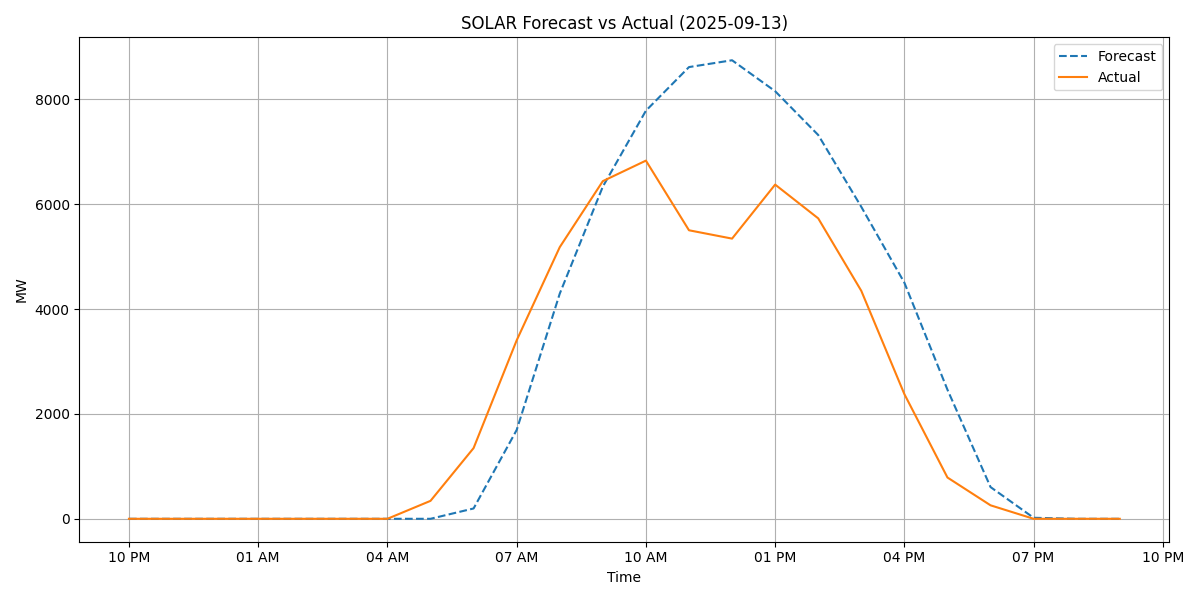 SOLAR Forecast vs Actual (2025-09-13)
Forecast
Actual
MW
8000
6000
4000
2000
0
10 PM 01 AM 04 AM 07 AM 10 AM 01 PM 04 PM 07 PM 10 PM
Time